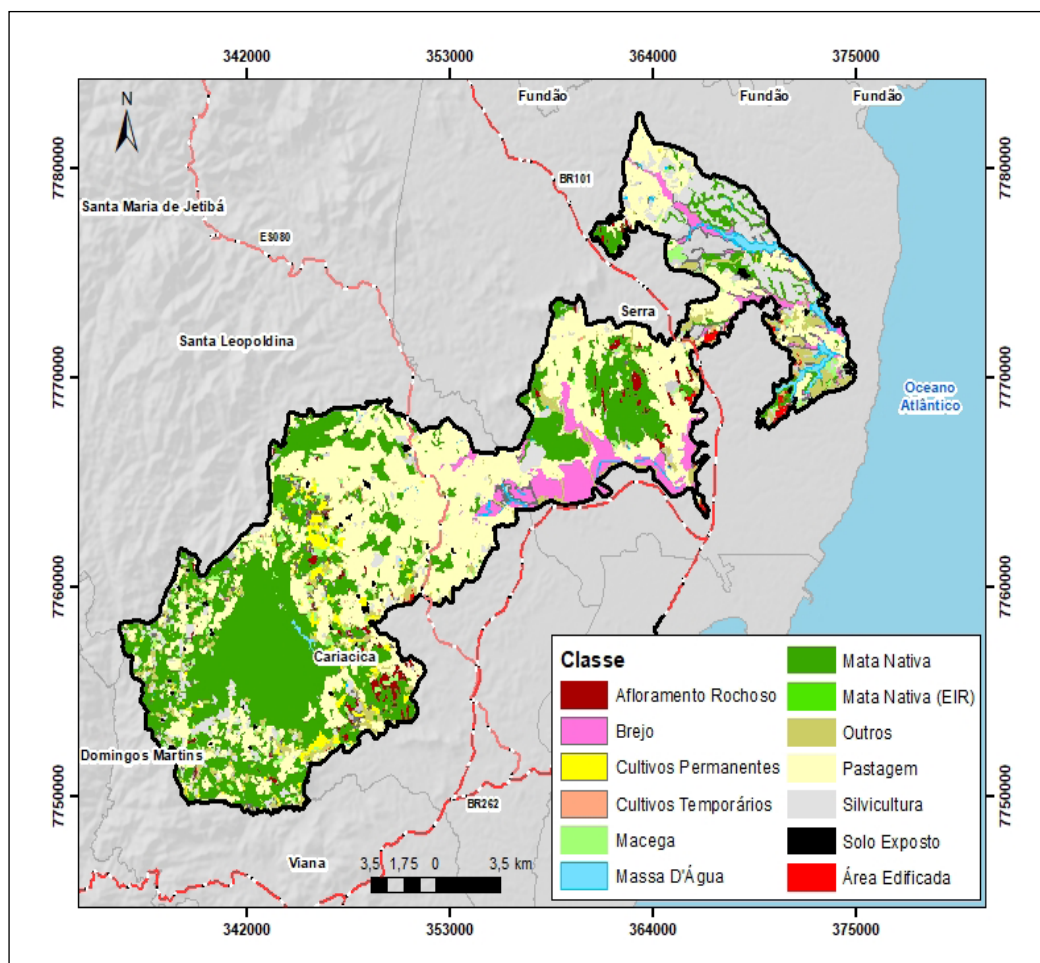 342000 353000 364000 375000
Fundão Fundão Fundão
N
7780000 7780000
BR101
Santa Maria de Jetibá
ES080
Serra
Santa Leopoldina
7770000 7770000
Oceano
Atlântico
7760000 7760000
Cariacica
Domingos Martins
7750000 7750000
BR262
Viana
3,5 1,75 0 3,5 km
Classe
Afloramento Rochoso
Brejo
Cultivos Permanentes
Cultivos Temporários
Macega
Massa D'Água
Mata Nativa
Mata Nativa (EIR)
Outros
Pastagem
Silvicultura
Solo Exposto
Área Edificada
342000 353000 364000 375000